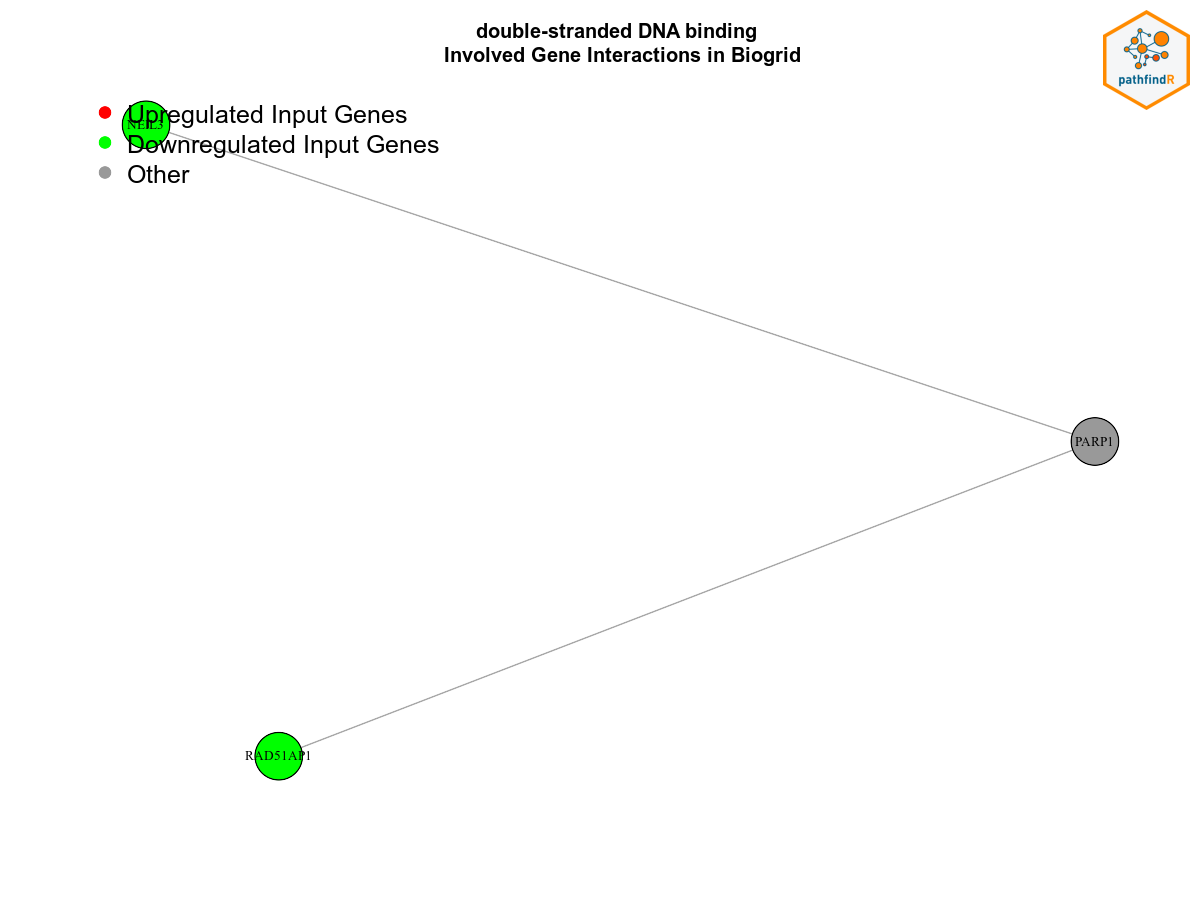 double-stranded DNA binding
Involved Gene Interactions in Biogrid
pathfindR
Upregulated Input Genes
NEIL3
Downregulated Input Genes
Other
PARP1
RAD51AP1